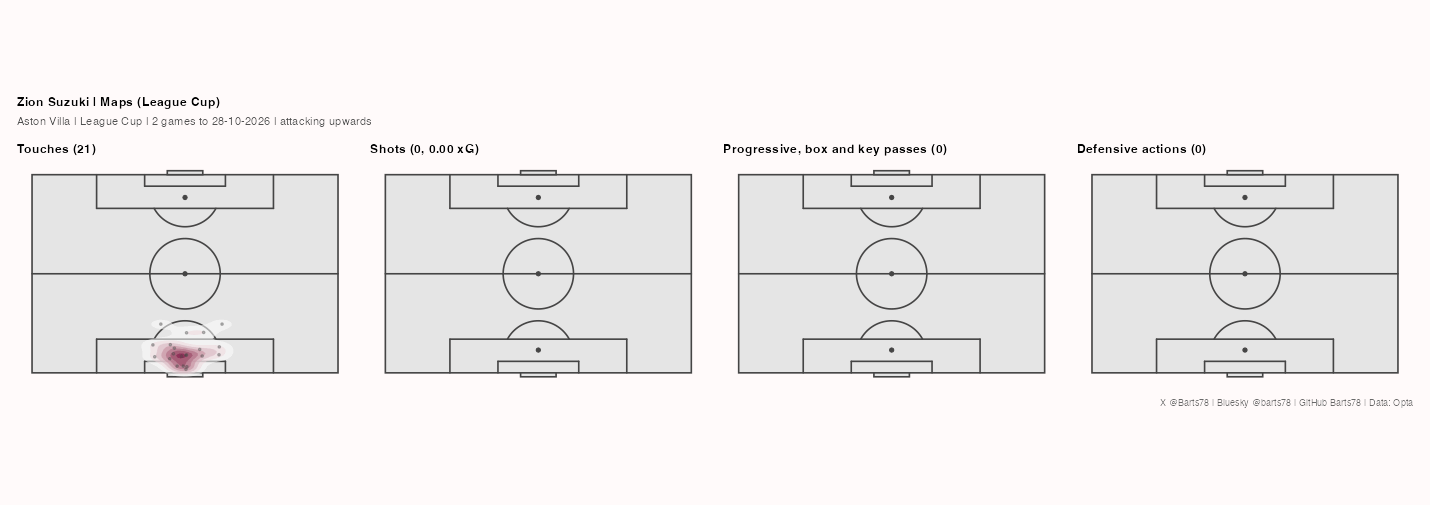 Zion Suzuki | Maps (League Cup)
Aston Villa | League Cup | 2 games to 28-10-2026 | attacking upwards
Touches (21)
Shots (0, 0.00 xG)
Progressive, box and key passes (0)
Defensive actions (0)
X @Barts78 | Bluesky @barts78 | GitHub Barts78 | Data: Opta